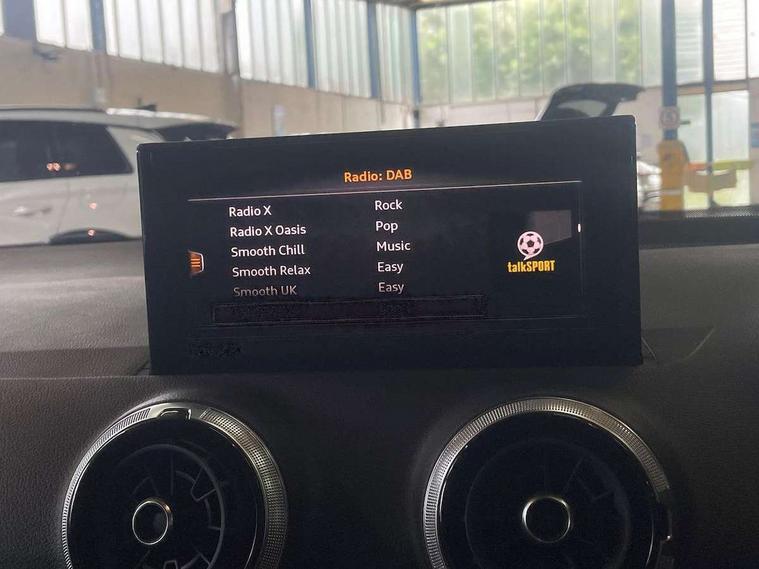 Radio: DAB
Radio X Rock
Radio X Oasis Pop
Smooth Chill Music
Smooth Relax Easy
Smooth UK Easy
talkSPORT